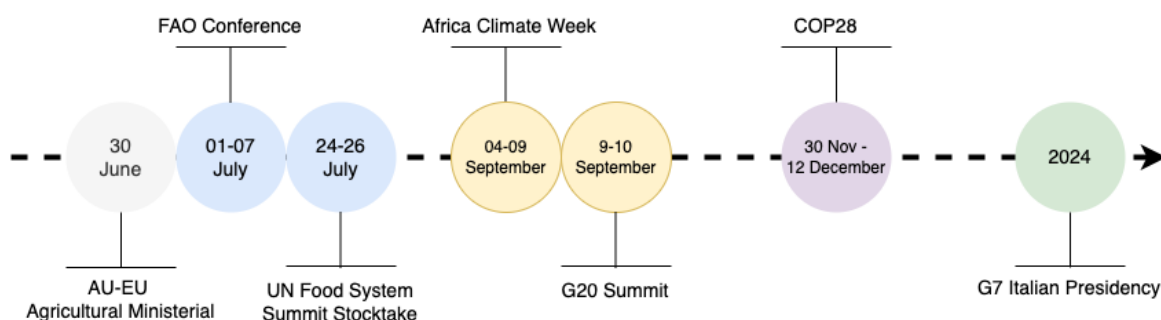 FAO Conference
Africa Climate Week
COP28
30
June
01-07
July
24-26
July
04-09
September
9-10
September
30 Nov -
12 December
2024
AU-EU
Agricultural Ministerial
UN Food System
Summit Stocktake
G20 Summit
G7 Italian Presidency